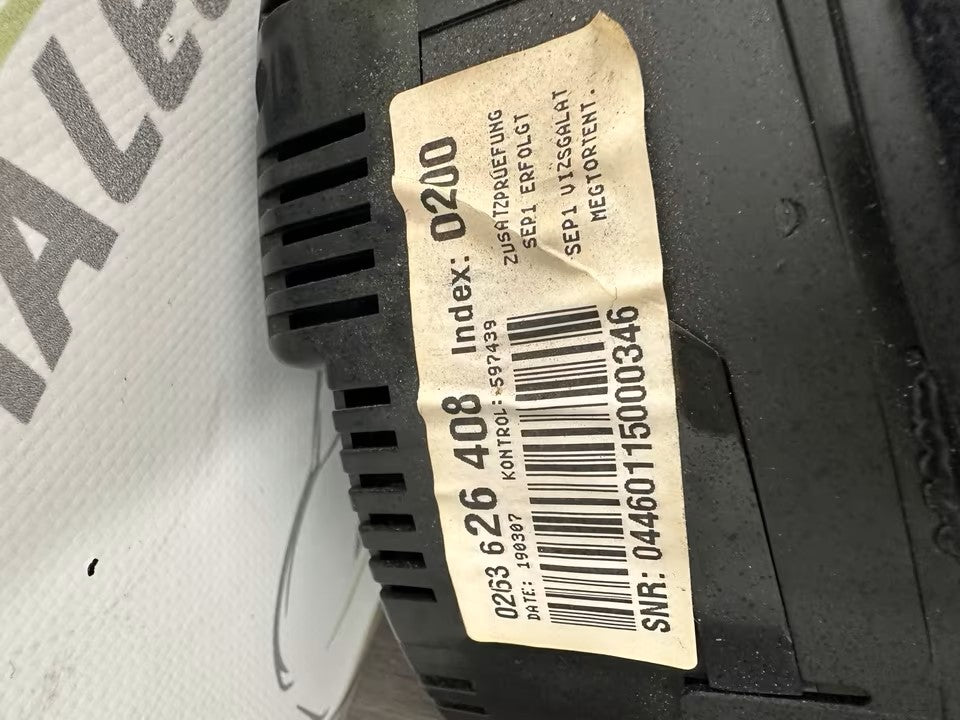 0263 626 408 Index: 0200
DATE: 190307 KONTROL: 597439
ZUSATZPRUEFUNG
SEP1 ERFOLGT
SEP1 VIZSGALAT
MEGTORTENT.
SNR: 04460115000346